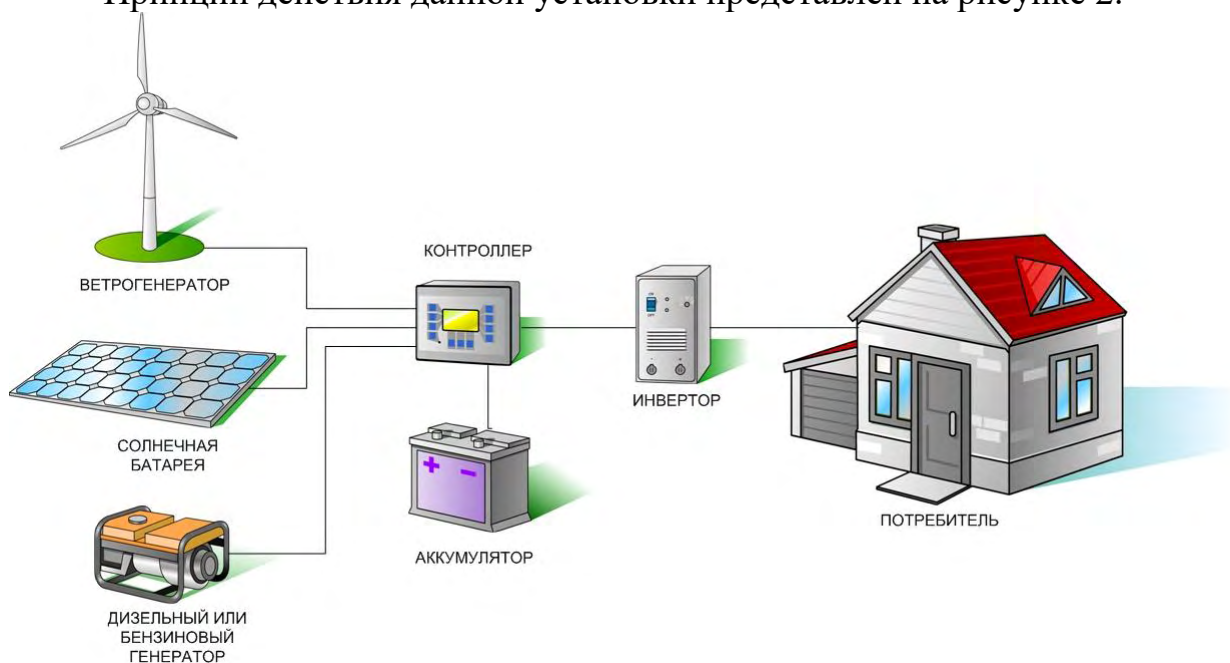 Принцип действия данной установки представлен на рисунке 2.
ВЕТРОГЕНЕРАТОР
КОНТРОЛЛЕР
ИНВЕРТОР
СОЛНЕЧНАЯ
БАТАРЕЯ
АККУМУЛЯТОР
ПОТРЕБИТЕЛЬ
ДИЗЕЛЬНЫЙ ИЛИ
БЕНЗИНОВЫЙ
ГЕНЕРАТОР